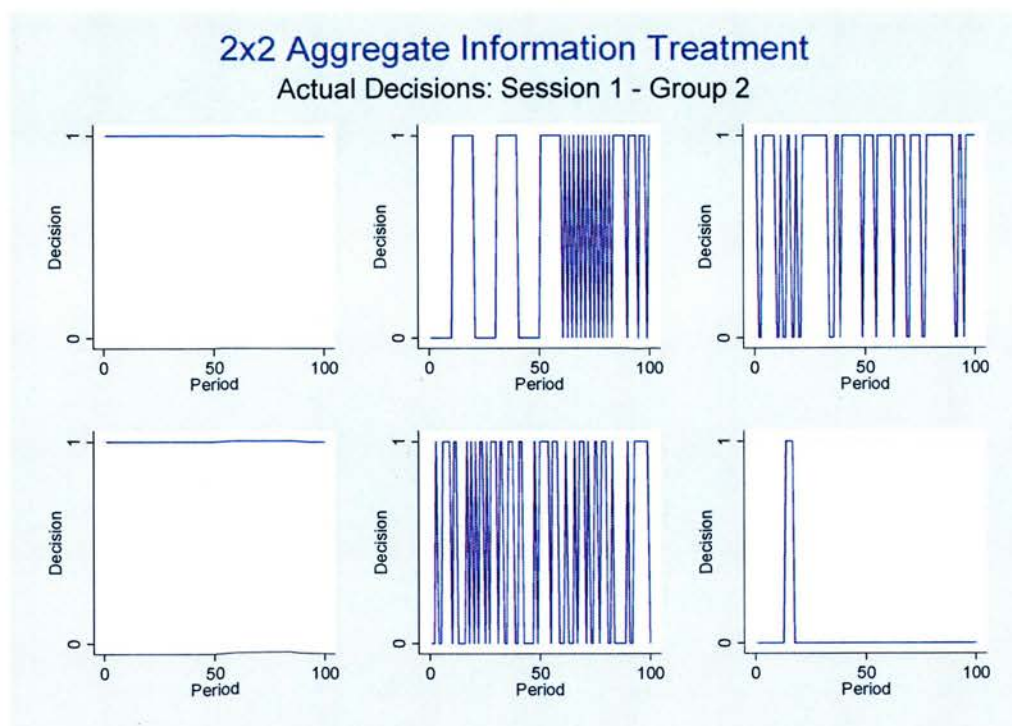 2x2 Aggregate Information Treatment
Actual Decisions: Session 1 - Group 2
Decision
1
0
0 50 100
Period
Decision
1
0
0 50 100
Period
Decision
1
0
0 50 100
Period
Decision
1
0
0 50 100
Period
Decision
1
0
0 50 100
Period
Decision
1
0
0 50 100
Period